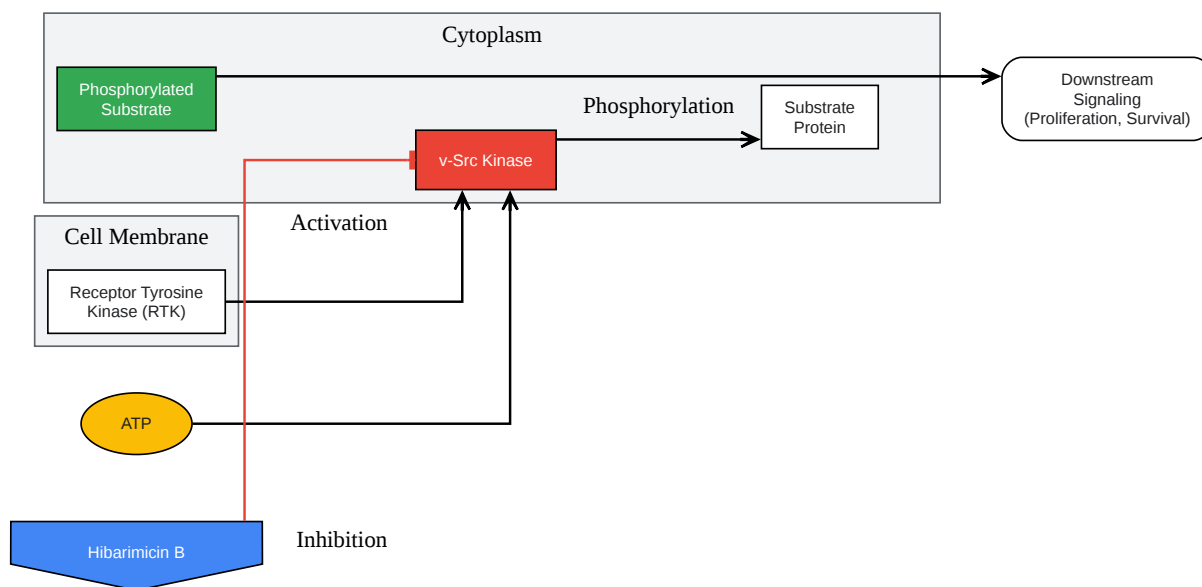 Cytoplasm
Phosphorylated
Substrate
Downstream
Signaling
(Proliferation, Survival)
Phosphorylation
Substrate
Protein
v-Src Kinase
Activation
Cell Membrane
Receptor Tyrosine
Kinase (RTK)
ATP
Inhibition
Hibarimicin B